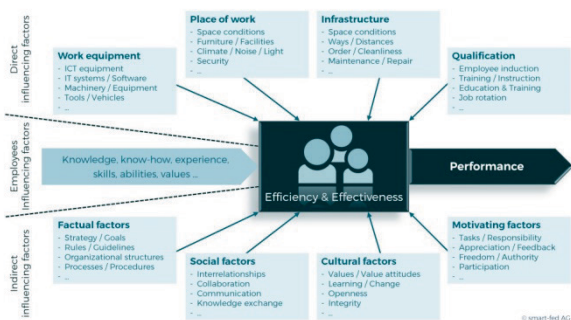 Direct
influencing factors
Work equipment
- ICT equipment
- IT systems / Software
- Machinery / Equipment
- Tools / Vehicles
- ...
Place of work
- Space conditions
- Furniture / Facilities
- Climate / Noise / Light
- Security
- ...
Infrastructure
- Space conditions
- Ways / Distances
- Order / Cleanliness
- Maintenance / Repair
- ...
Qualification
- Employee induction
- Training / Instruction
- Education & Training
- Job rotation
- ...
Employees
Influencing factors
Knowledge, know-how, experience,
skills, abilities, values ...
Efficiency & Effectiveness
Performance
Indirect
influencing factors
Factual factors
- Strategy / Goals
- Rules / Guidelines
- Organizational structures
- Processes / Procedures
- ...
Social factors
- Interrelationships
- Collaboration
- Communication
- Knowledge exchange
- ...
Cultural factors
- Values / Value attitudes
- Learning / Change
- Openness
- Integrity
- ...
Motivating factors
- Tasks / Responsibility
- Appreciation / Feedback
- Freedom / Authority
- Participation
- ...
© smart-fed AG